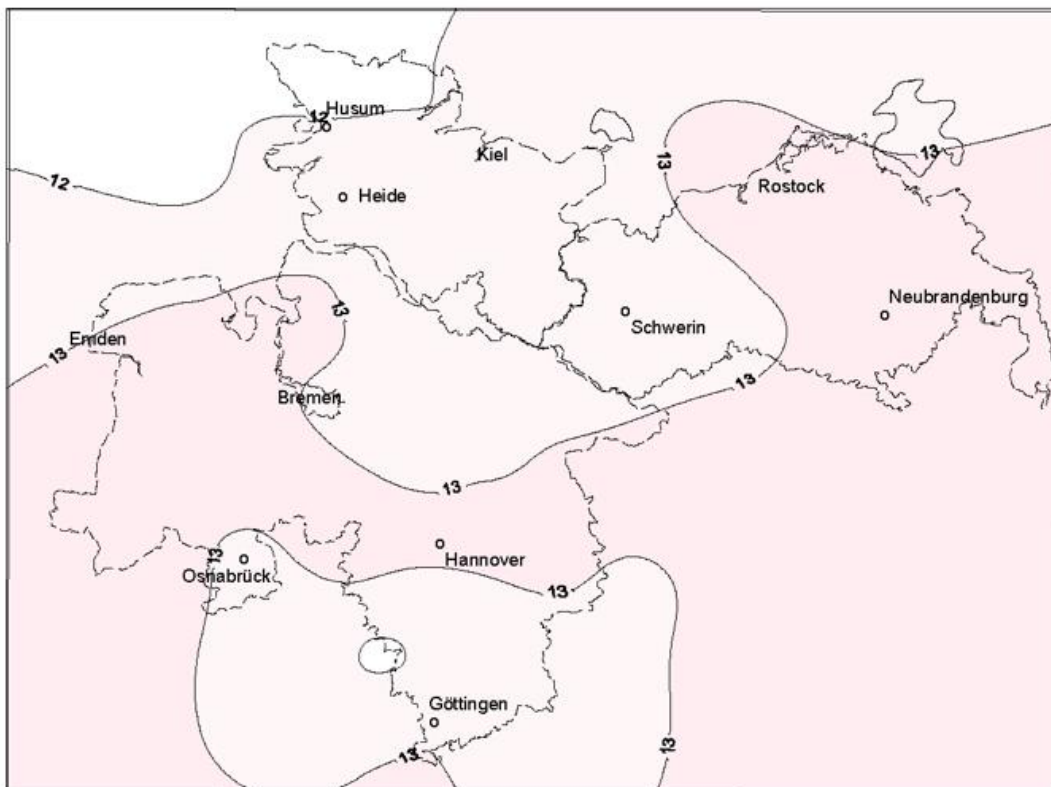 Husum
12
Kiel
13
13
12
Heide
Rostock
Neubrandenburg
13
Schwerin
Emden
13
13
Bremen
13
13
Hannover
Osnabrück
13
Göttingen
13
13